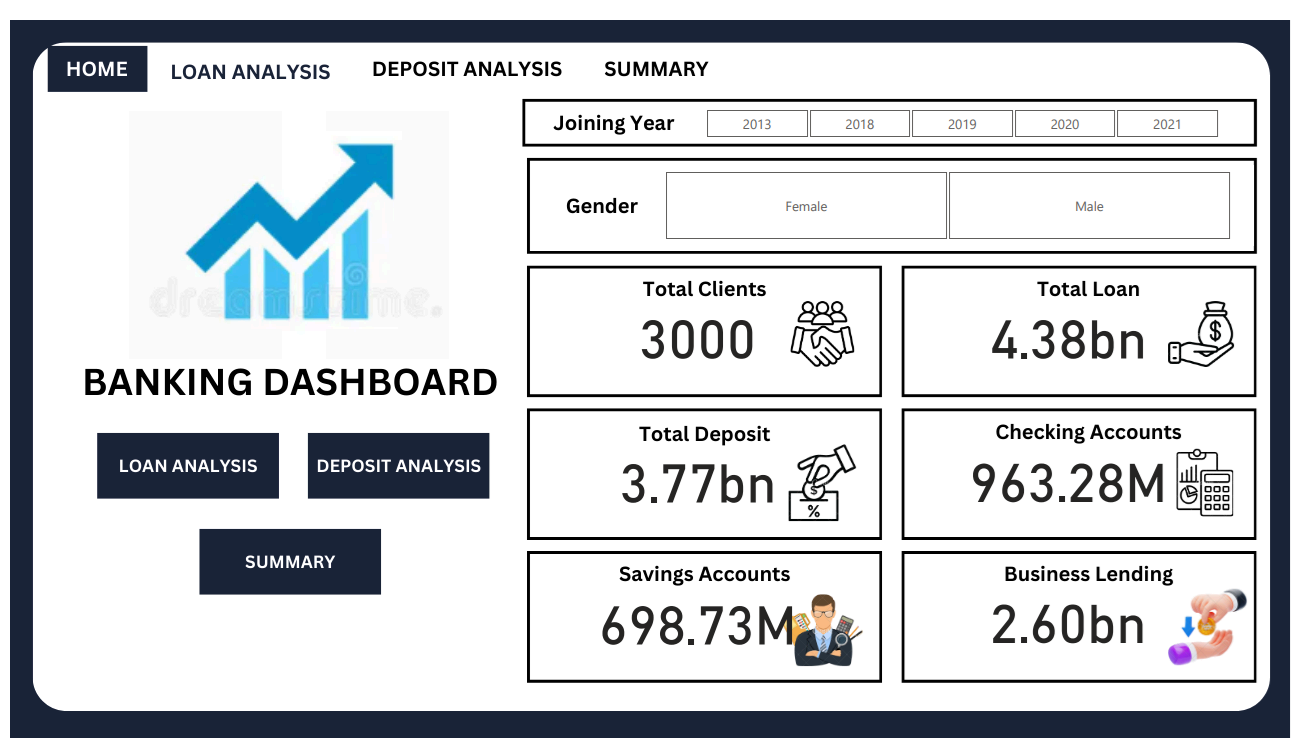 HOME LOAN ANALYSIS DEPOSIT ANALYSIS SUMMARY
Joining Year 2013 2018 2019 2020 2021
Gender Female Male
dreamstime.
BANKING DASHBOARD
LOAN ANALYSIS DEPOSIT ANALYSIS
SUMMARY
Total Clients
3000
Total Loan
4.38bn
$
Total Deposit
3.77bn
$
%
Checking Accounts
963.28M
Savings Accounts
698.73M
Business Lending
2.60bn